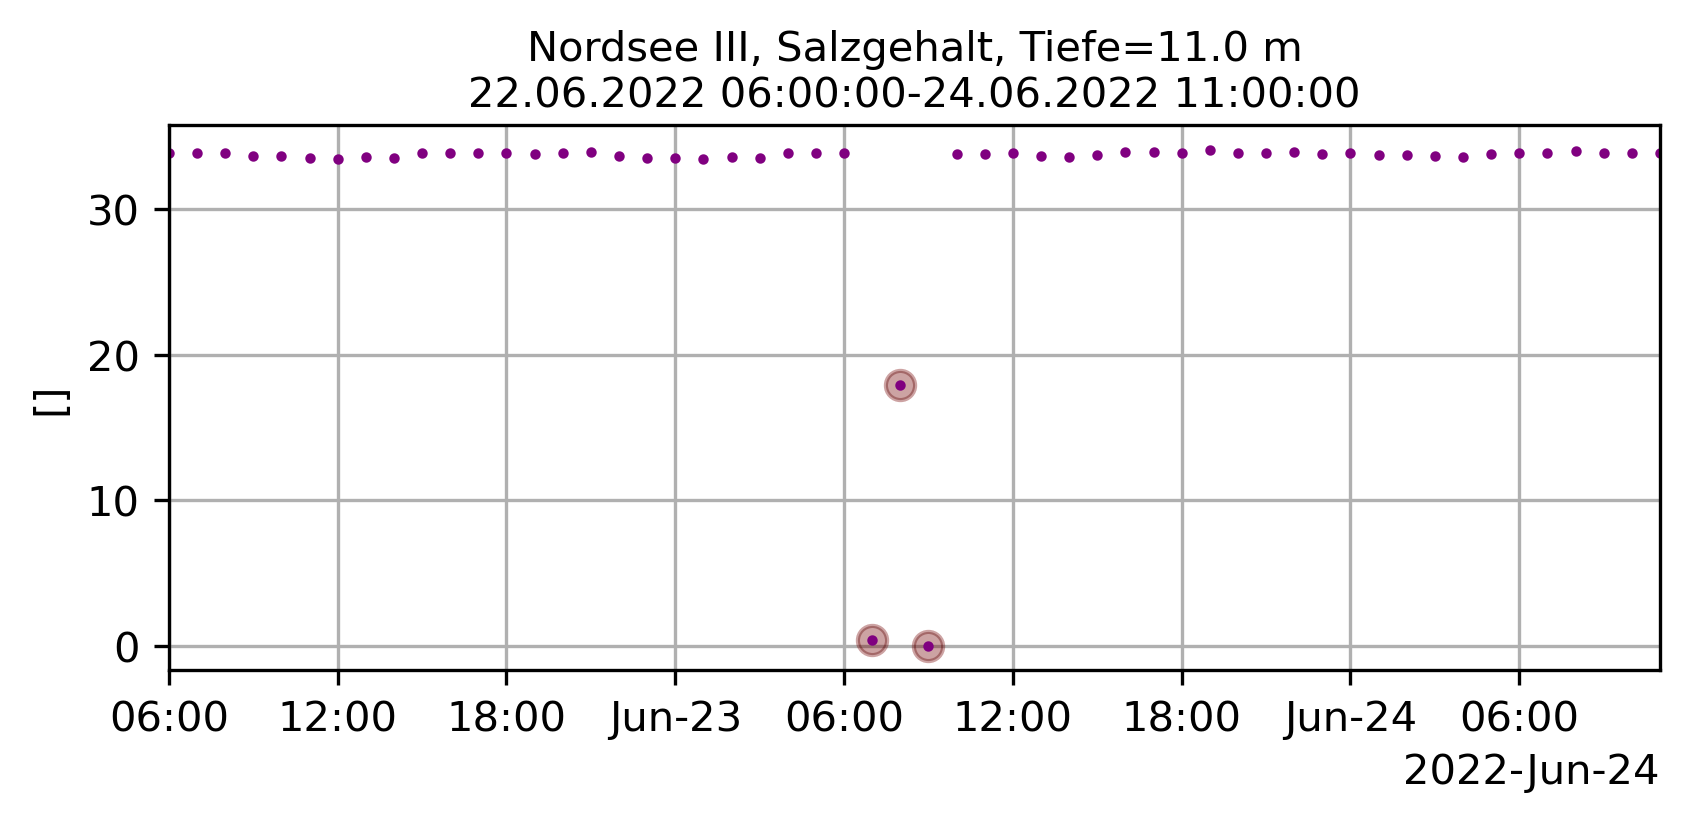 Nordsee III, Salzgehalt, Tiefe=11.0 m
22.06.2022 06:00:00-24.06.2022 11:00:00
30
20
10
0
[]
06:00 12:00 18:00 Jun-23 06:00 12:00 18:00 Jun-24 06:00
2022-Jun-24